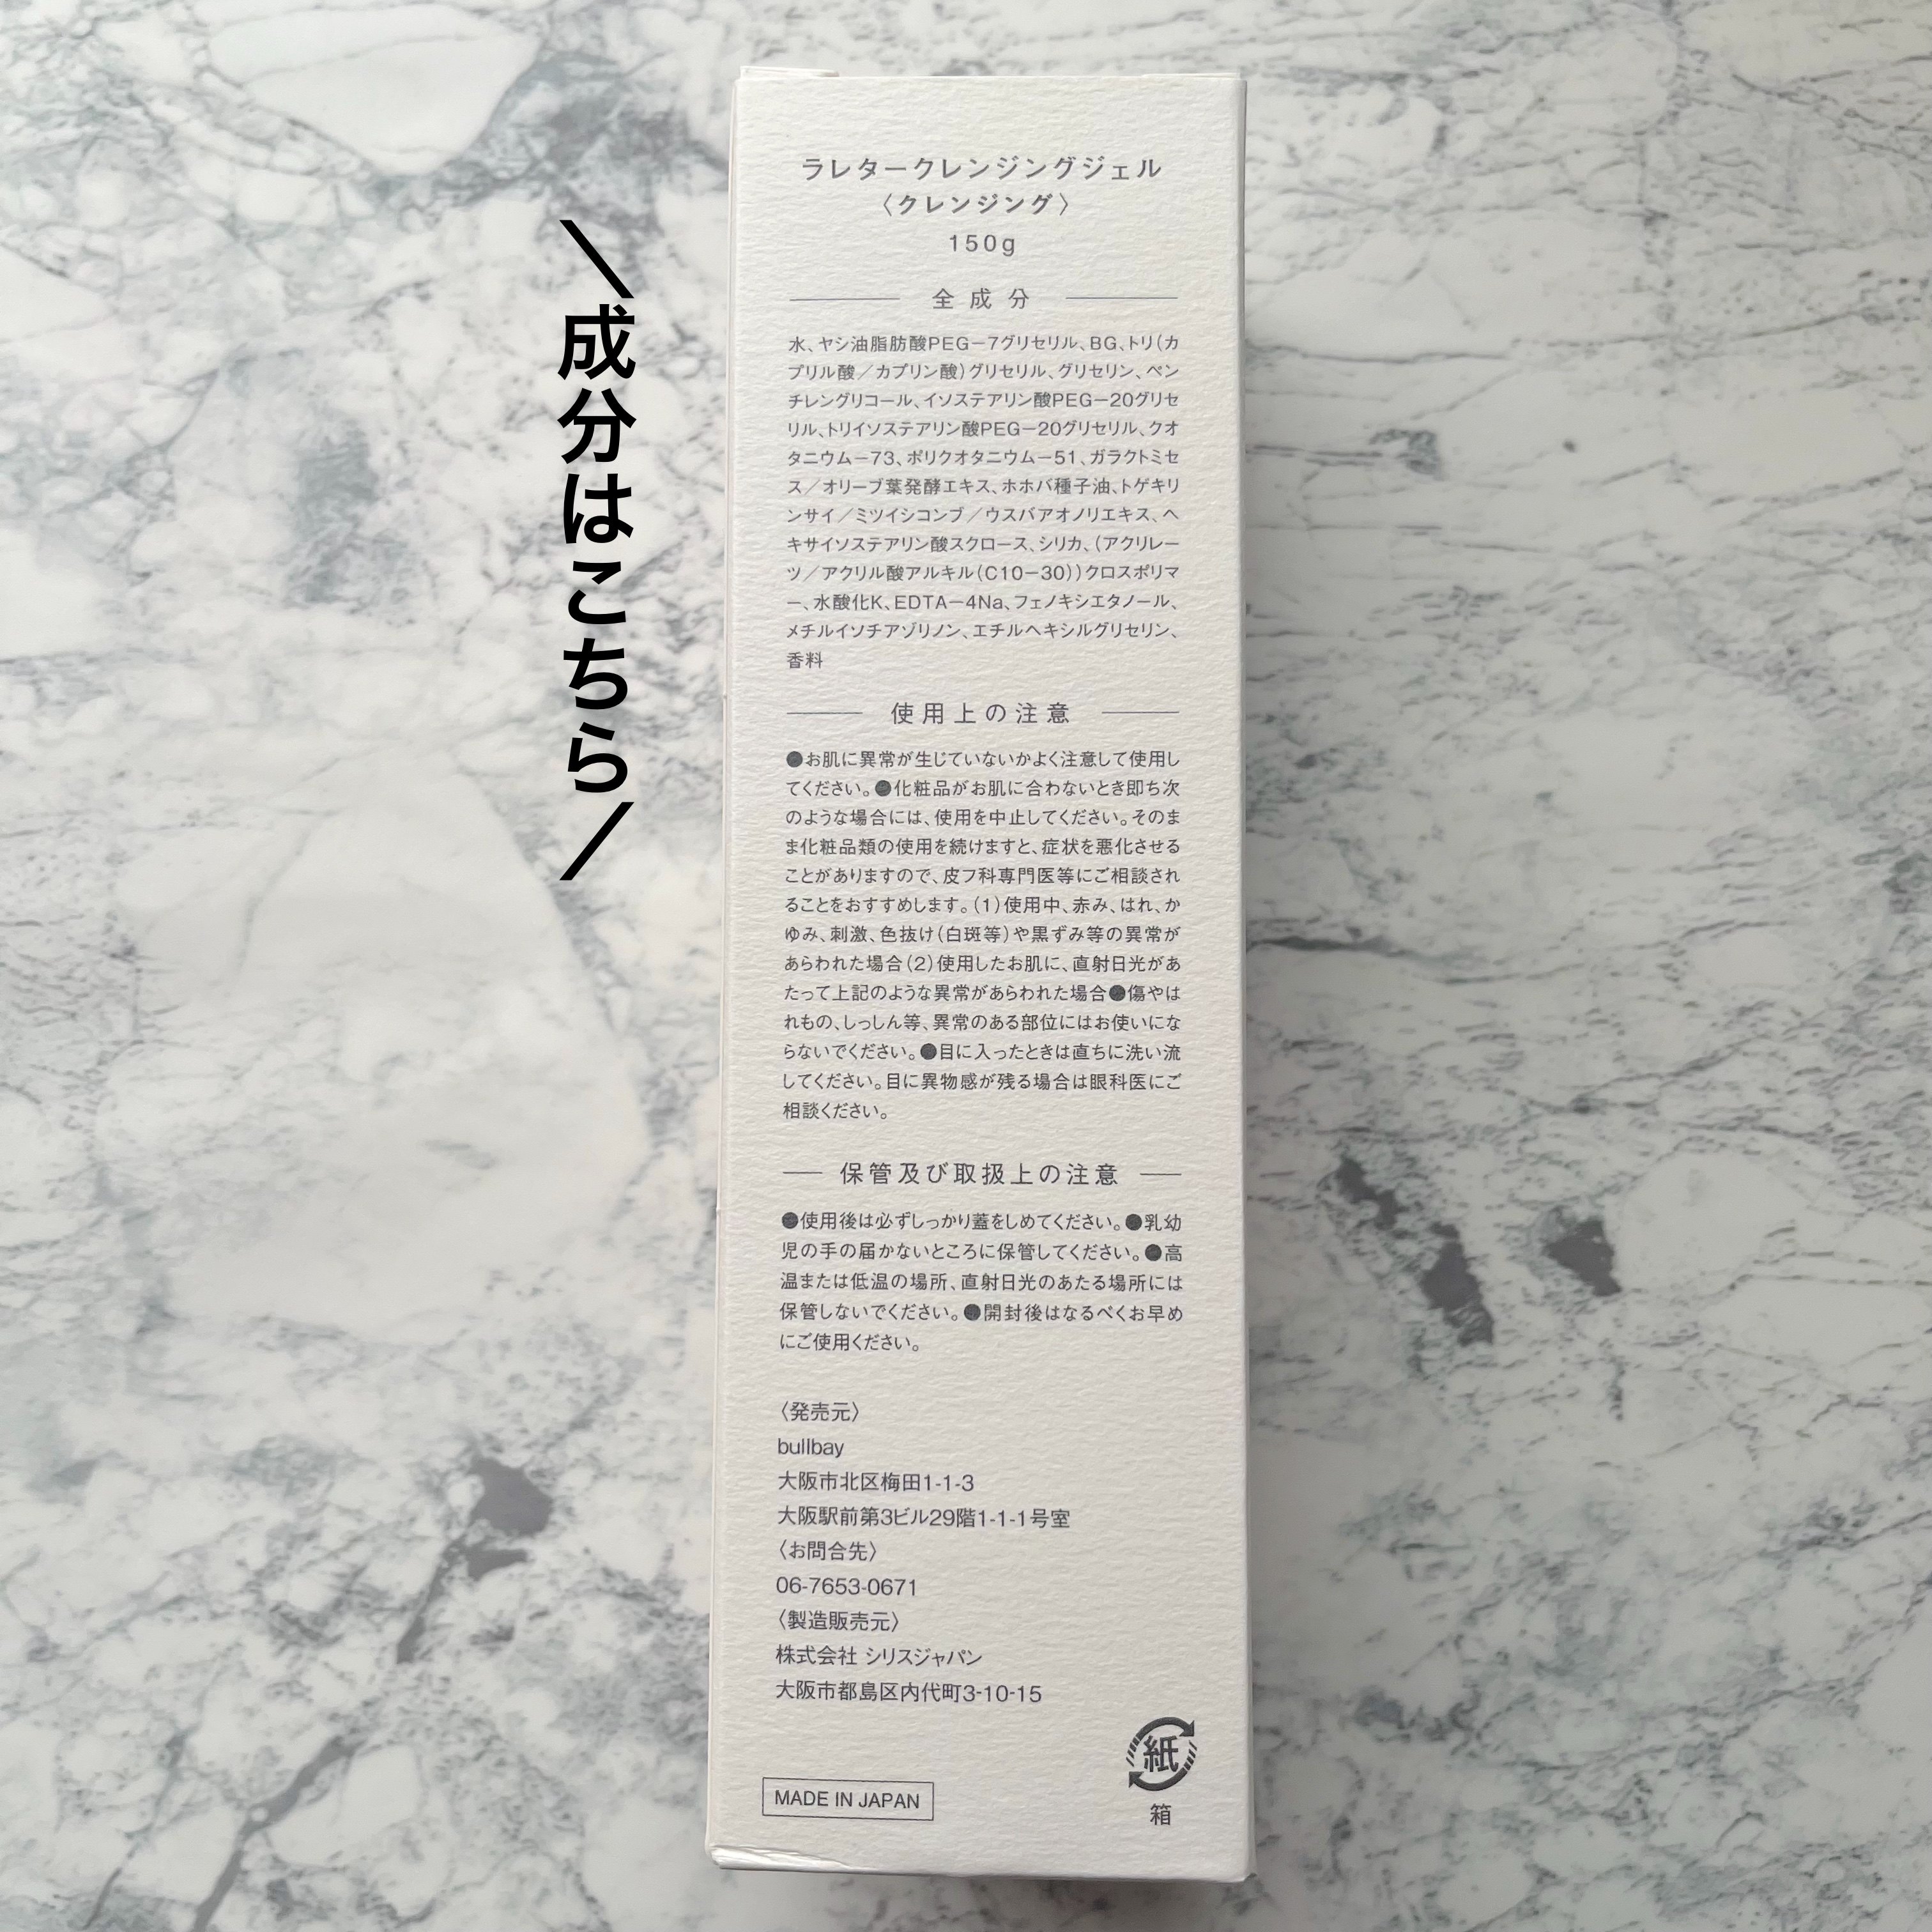 ＼成分はこちら／
ラレタークレンジングジェル
〈クレンジング〉
150g
全成分
水、ヤシ油脂肪酸PEG－7グリセリル、BG、トリ(カ
プリル酸／カプリン酸)グリセリル、グリセリン、ペン
チレングリコール、イソステアリン酸PEG－20グリセ
リル、トリイソステアリン酸PEG－20グリセリル、クオ
タニウム－73、ポリクオタニウム－51、ガラクトミセ
ス／オリーブ葉発酵エキス、ホホバ種子油、トゲキリ
ンサイ／ミツイシコンブ／ウスバアオノリエキス、ヘ
キサイソステアリン酸スクロース、シリカ、(アクリレー
ツ／アクリル酸アルキル(C10－30))クロスポリマ
ー、水酸化K、EDTA－4Na、フェノキシエタノール、
メチルイソチアゾリノン、エチルヘキシルグリセリン、
香料
使用上の注意
●お肌に異常が生じていないかよく注意して使用し
てください。●化粧品がお肌に合わないとき即ち次
のような場合には、使用を中止してください。そのま
ま化粧品類の使用を続けますと、症状を悪化させる
ことがありますので、皮フ科専門医等にご相談され
ることをおすすめします。(1)使用中、赤み、はれ、か
ゆみ、刺激、色抜け(白斑等)や黒ずみ等の異常が
あらわれた場合(2)使用したお肌に、直射日光があ
たって上記のような異常があらわれた場合●傷やは
れもの、しっしん等、異常のある部位にはお使いにな
らないでください。●目に入ったときは直ちに洗い流
してください。目に異物感が残る場合は眼科医にご
相談ください。
保管及び取扱上の注意
●使用後は必ずしっかり蓋をしめてください。●乳幼
児の手の届かないところに保管してください。●高
温または低温の場所、直射日光のあたる場所には
保管しないでください。●開封後はなるべくお早め
にご使用ください。
〈発売元〉
bullbay
大阪市北区梅田1-1-3
大阪駅前第3ビル29階1-1-1号室
〈お問合先〉
06-7653-0671
〈製造販売元〉
株式会社 シリスジャパン
大阪市都島区内代町3-10-15
MADE IN JAPAN
紙
箱